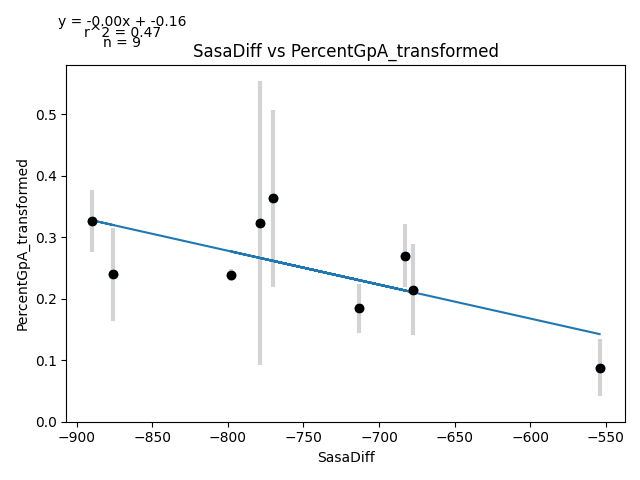 y = -0.00x + -0.16
r^2 = 0.47
n = 9
SasaDiff vs PercentGpA_transformed
PercentGpA_transformed
0.5
0.4
0.3
0.2
0.1
0.0
−900 −850 −800 −750 −700 −650 −600 −550
SasaDiff